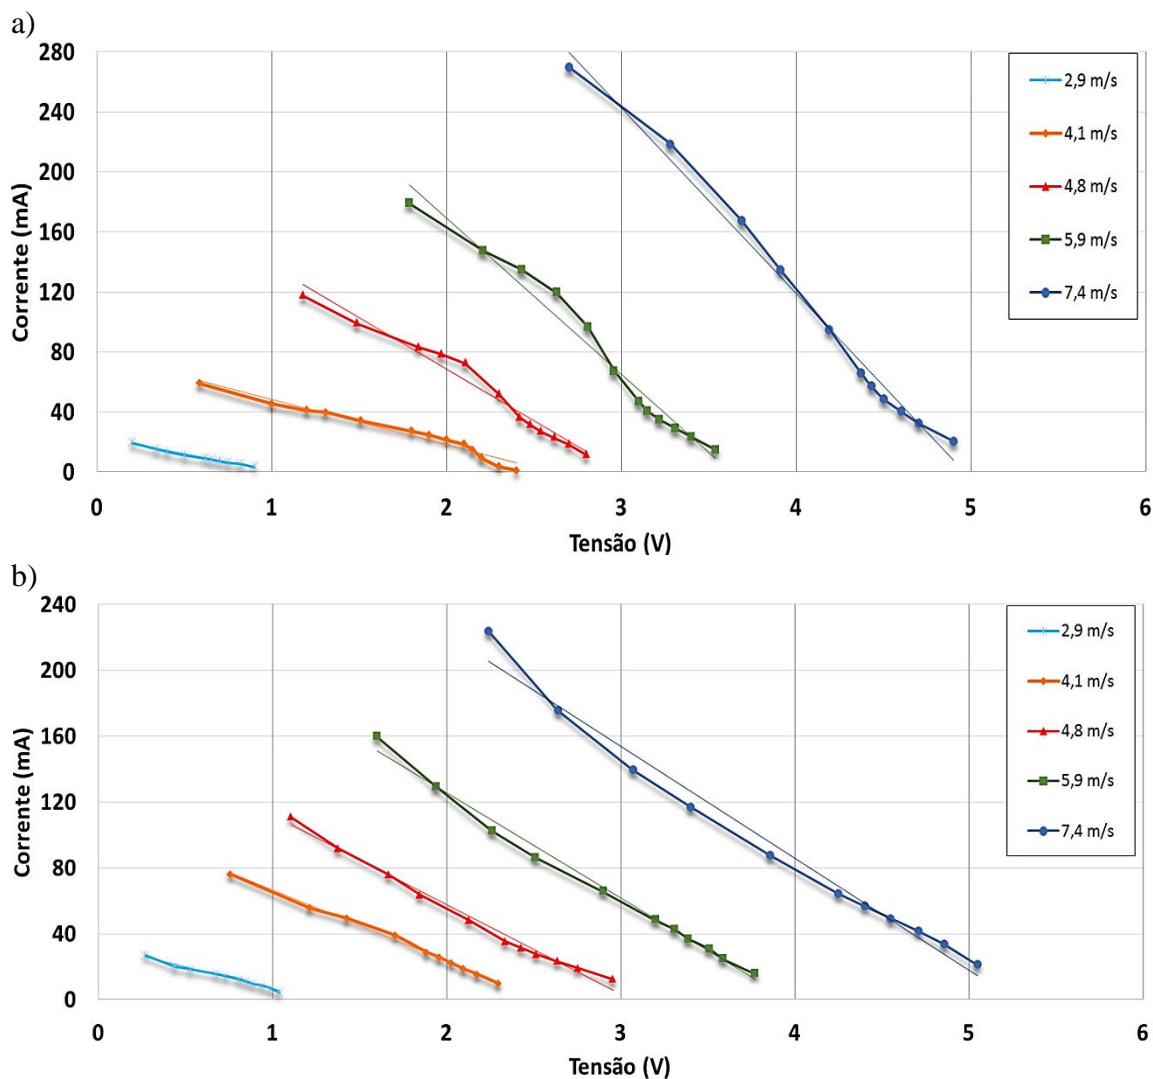 a)
280
240
200
160
120
80
40
0
Corrente (mA)
0 1 2 3 4 5 6
Tensão (V)
2,9 m/s
4,1 m/s
4,8 m/s
5,9 m/s
7,4 m/s
b)
240
200
160
120
80
40
0
Corrente (mA)
0 1 2 3 4 5 6
Tensão (V)
2,9 m/s
4,1 m/s
4,8 m/s
5,9 m/s
7,4 m/s